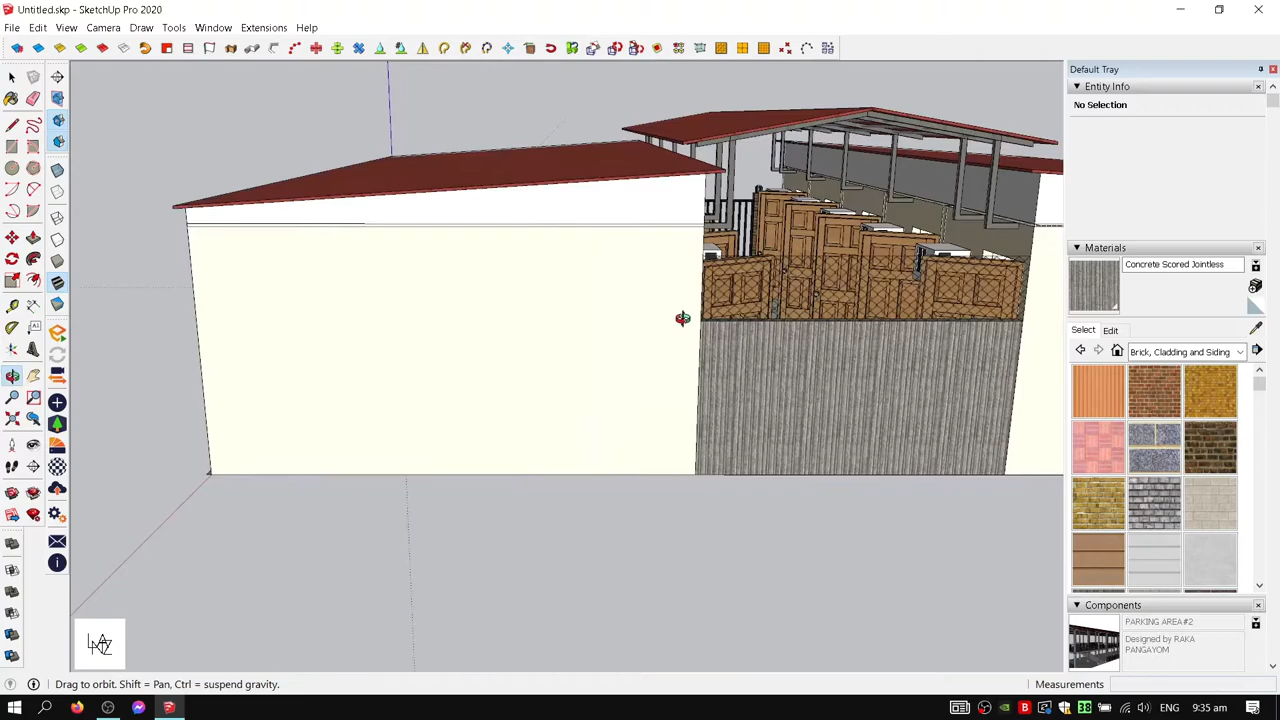 Untitled.skp - SketchUp Pro 2020
File Edit View Camera Draw Tools Window Extensions Help
Default Tray
Entity Info
No Selection
Materials
Concrete Scored Jointless
Select Edit
Brick, Cladding and Siding
Components
PARKING AREA#2
Designed by RAKA
PANGAYOM
Drag to orbit. Shift = Pan, Ctrl = suspend gravity.
Measurements
38
ENG
9:35 am